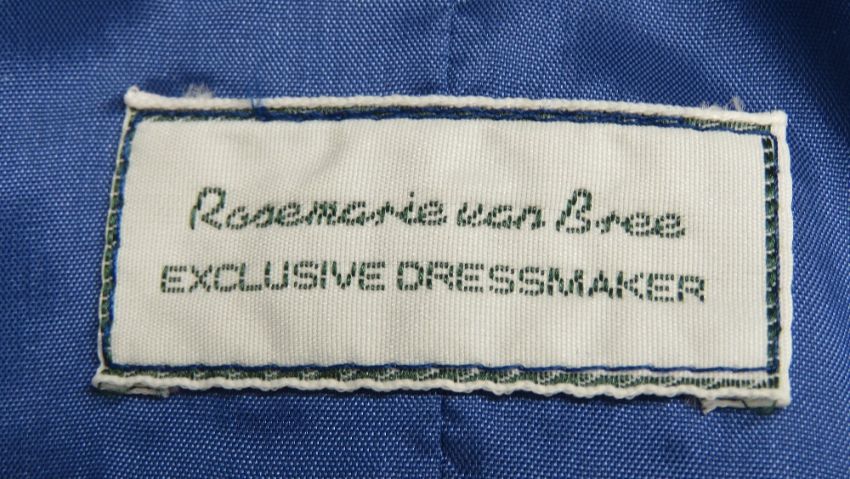 Rosemarie van Bree
EXCLUSIVE DRESSMAKER